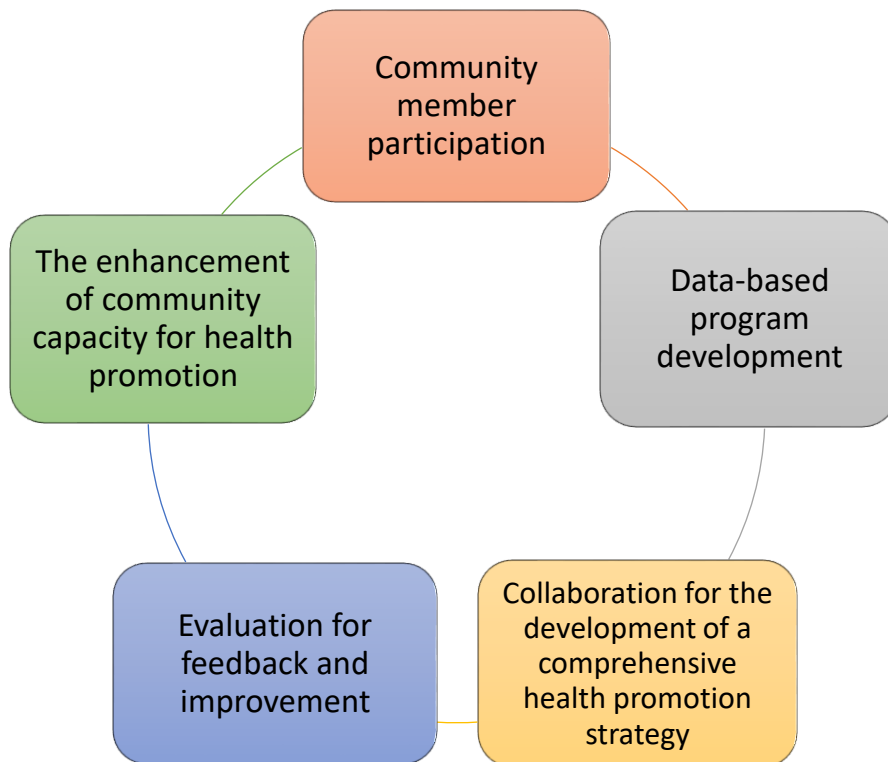 Community
member
participation
Data-based
program
development
Collaboration for the
development of a
comprehensive
health promotion
strategy
Evaluation for
feedback and
improvement
The enhancement
of community
capacity for health
promotion